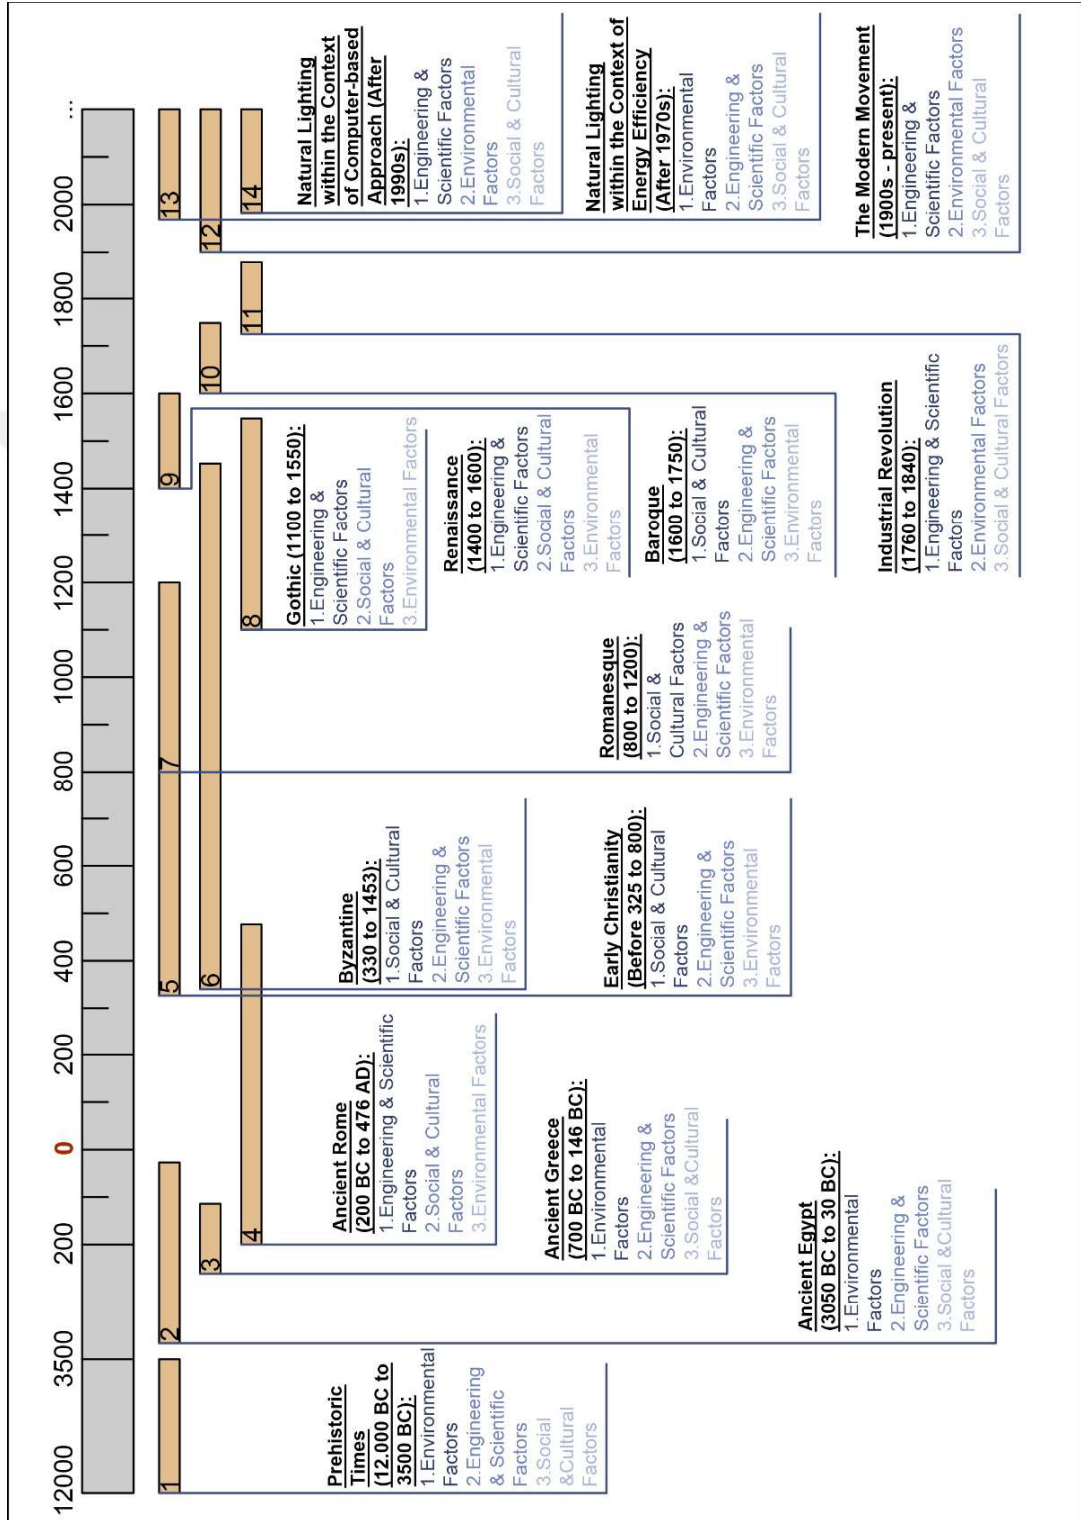 12000
3500
200
0
200
400
600
800
1000
1200
1400
1600
1800
2000
...
1
2
3
4
5
6
7
8
9
10
11
12
13
14
Prehistoric
Times
(12.000 BC to
3500 BC):
1.Environmental
Factors
2.Engineering
& Scientific
Factors
3.Social
&Cultural
Factors
Ancient Egypt
(3050 BC to 30 BC):
1.Environmental
Factors
2.Engineering &
Scientific Factors
3.Social &Cultural
Factors
Ancient Greece
(700 BC to 146 BC):
1.Environmental
Factors
2.Engineering &
Scientific Factors
3.Social &Cultural
Factors
Ancient Rome
(200 BC to 476 AD):
1.Engineering & Scientific
Factors
2.Social & Cultural
Factors
3.Environmental Factors
Early Christianity
(Before 325 to 800):
1.Social & Cultural
Factors
2.Engineering &
Scientific Factors
3.Environmental
Factors
Byzantine
(330 to 1453):
1.Social & Cultural
Factors
2.Engineering &
Scientific Factors
3.Environmental
Factors
Romanesque
(800 to 1200):
1.Social &
Cultural Factors
2.Engineering &
Scientific Factors
3.Environmental
Factors
Gothic (1100 to 1550):
1.Engineering &
Scientific Factors
2.Social & Cultural
Factors
3.Environmental Factors
Renaissance
(1400 to 1600):
1.Engineering &
Scientific Factors
2.Social & Cultural
Factors
3.Environmental
Factors
Baroque
(1600 to 1750):
1.Social & Cultural
Factors
2.Engineering &
Scientific Factors
3.Environmental
Factors
Industrial Revolution
(1760 to 1840):
1.Engineering & Scientific
Factors
2.Environmental Factors
3.Social & Cultural Factors
The Modern Movement
(1900s - present):
1.Engineering &
Scientific Factors
2.Environmental Factors
3.Social & Cultural
Factors
Natural Lighting
within the Context of
Energy Efficiency
(After 1970s):
1.Environmental
Factors
2.Engineering &
Scientific Factors
3.Social & Cultural
Factors
Natural Lighting
within the Context
of Computer-based
Approach (After
1990s):
1.Engineering &
Scientific Factors
2.Environmental
Factors
3.Social & Cultural
Factors